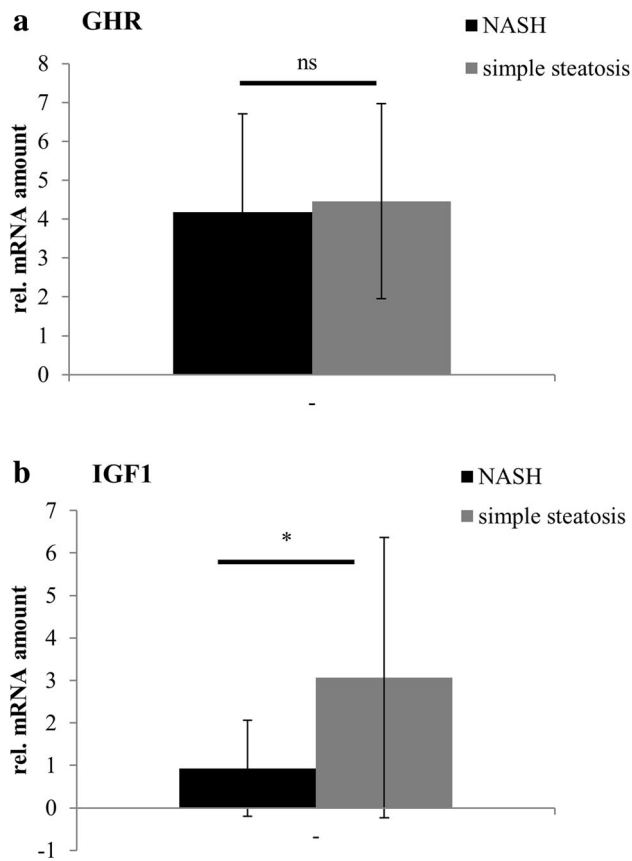 a GHR
NASH
simple steatosis
ns
8
7
6
5
4
3
2
1
0
rel. mRNA amount
-
b IGF1
NASH
simple steatosis
*
7
6
5
4
3
2
1
0
-1
rel. mRNA amount
-